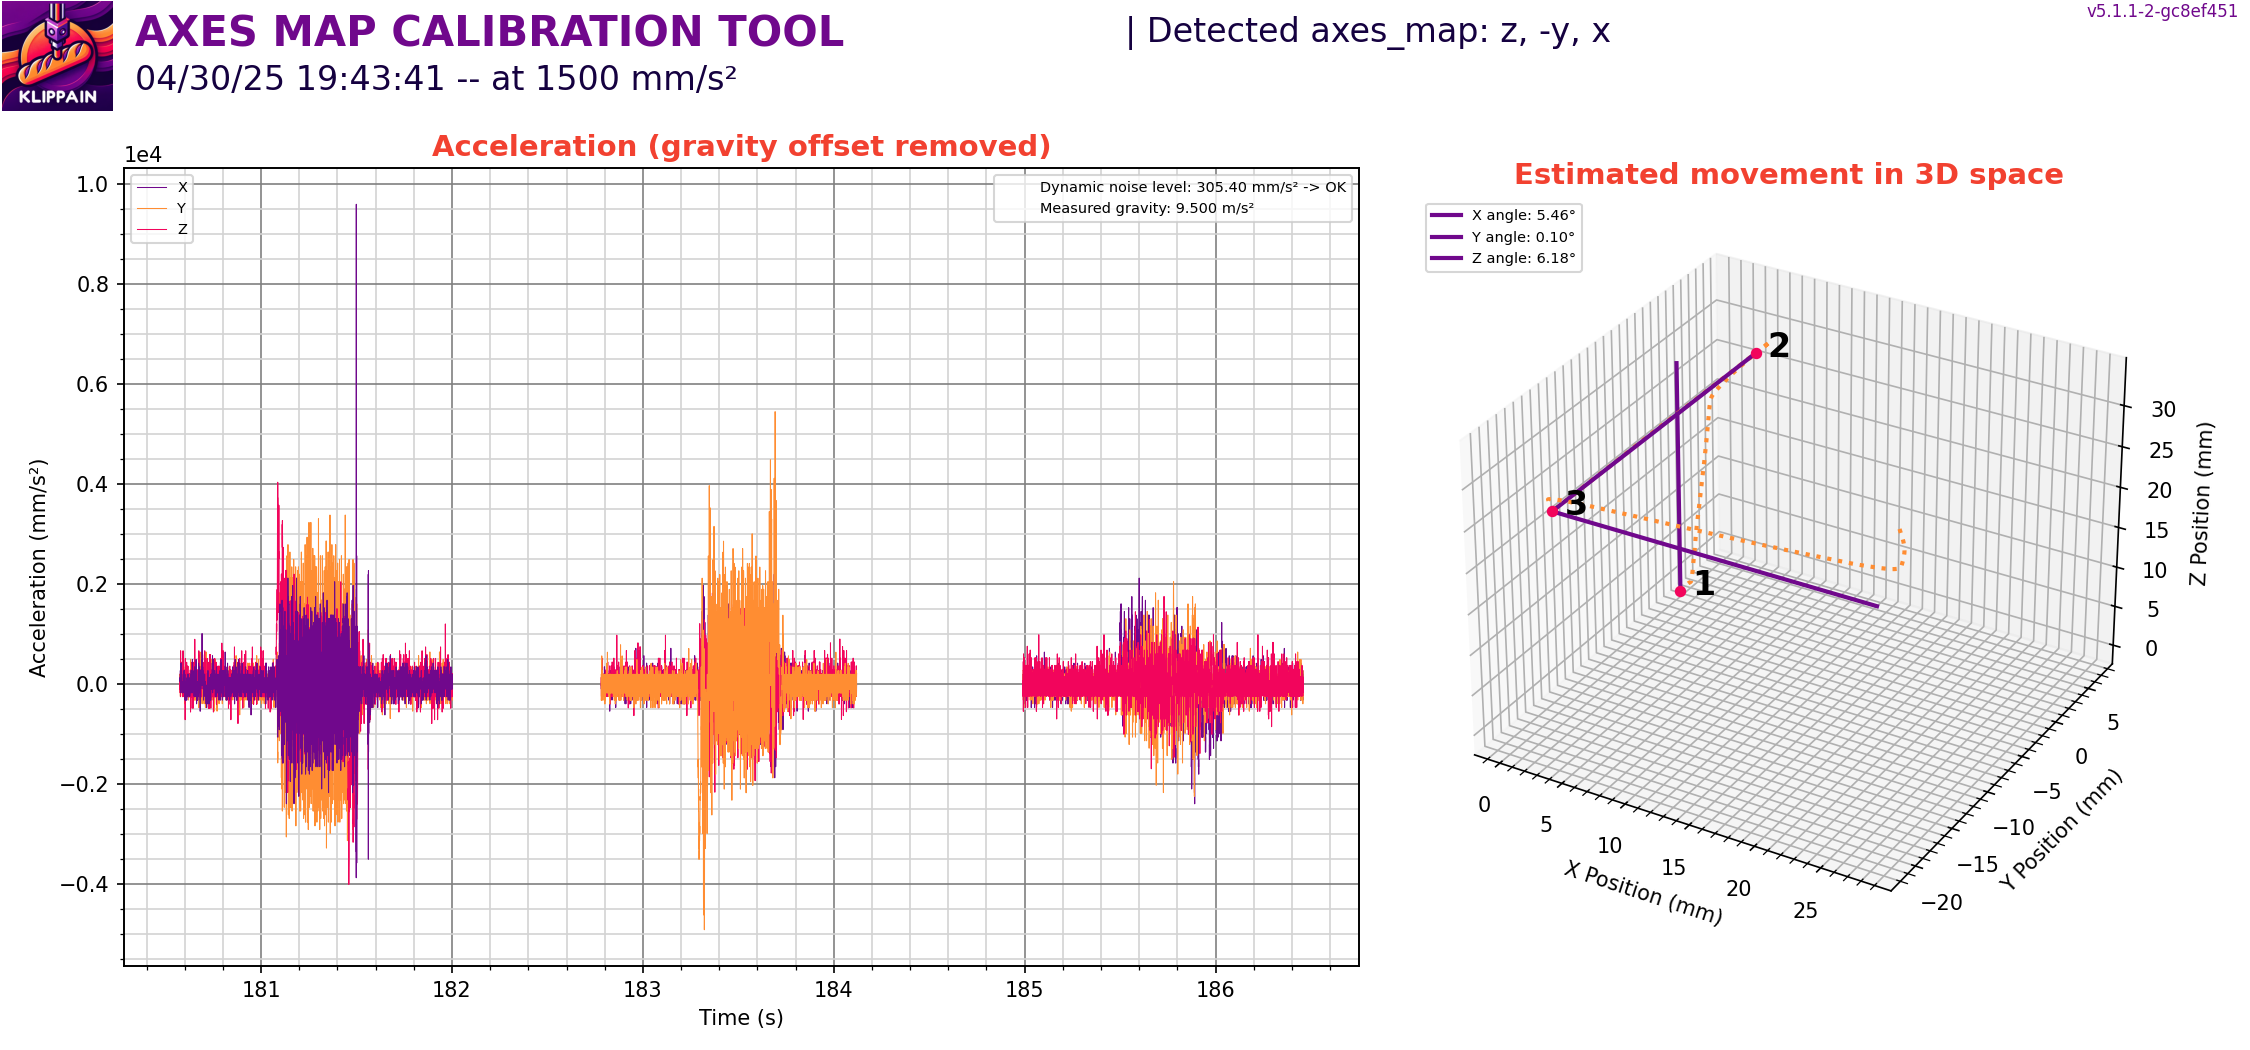 KLIPPAIN
AXES MAP CALIBRATION TOOL
| Detected axes_map: z, -y, x
v5.1.1-2-gc8ef451
04/30/25 19:43:41 -- at 1500 mm/s²
Acceleration (gravity offset removed)
1e4
X
Y
Z
Dynamic noise level: 305.40 mm/s² -> OK
Measured gravity: 9.500 m/s²
1.0
0.8
0.6
0.4
0.2
0.0
−0.2
−0.4
Acceleration (mm/s²)
181
182
183
184
185
186
Time (s)
Estimated movement in 3D space
X angle: 5.46°
Y angle: 0.10°
Z angle: 6.18°
2
3
1
30
25
20
15
10
5
0
Z Position (mm)
5
0
−5
−10
−15
−20
Y Position (mm)
0
5
10
15
20
25
X Position (mm)